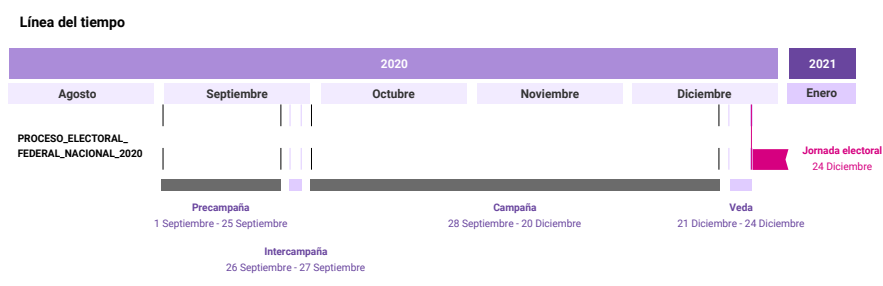 Línea del tiempo
2020
2021
Agosto
Septiembre
Octubre
Noviembre
Diciembre
Enero
PROCESO_ELECTORAL_
FEDERAL_NACIONAL_2020
Jornada electoral
24 Diciembre
Precampaña
1 Septiembre - 25 Septiembre
Campaña
28 Septiembre - 20 Diciembre
Veda
21 Diciembre - 24 Diciembre
Intercampaña
26 Septiembre - 27 Septiembre